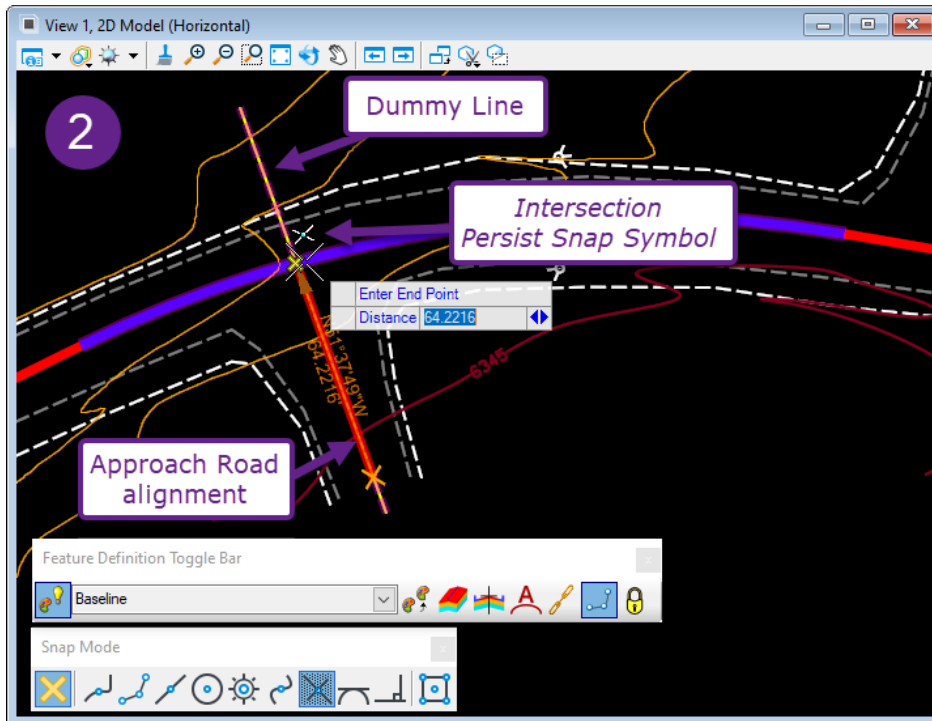 View 1, 2D Model (Horizontal)
2
Dummy Line
Intersection
Persist Snap Symbol
Enter End Point
Distance 64.2216
N61°37'49"W
64.2216'
6345
Approach Road
alignment
Feature Definition Toggle Bar
Baseline
A
Snap Mode